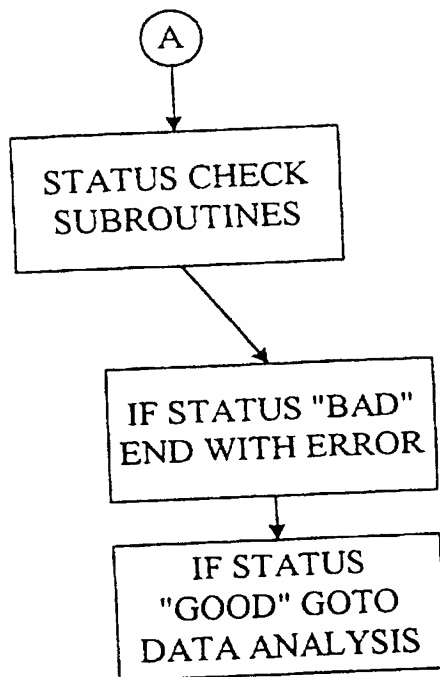 A
STATUS CHECK
SUBROUTINES
IF STATUS "BAD"
END WITH ERROR
IF STATUS
"GOOD" GOTO
DATA ANALYSIS